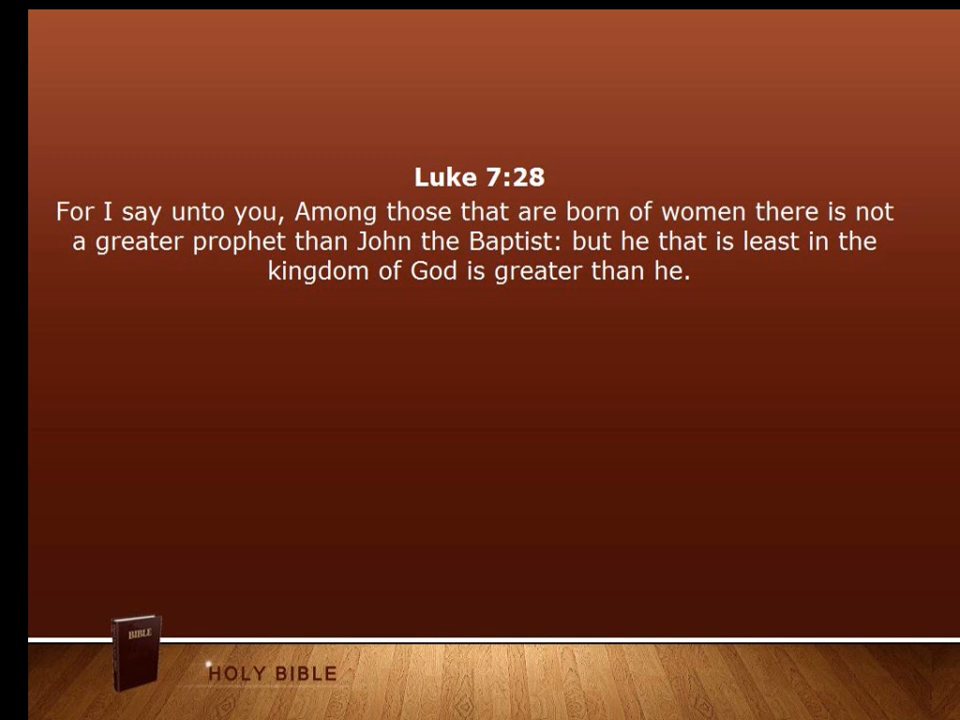 Luke 7:28
For I say unto you, Among those that are born of women there is not
a greater prophet than John the Baptist: but he that is least in the
kingdom of God is greater than he.
BIBLE
HOLY BIBLE